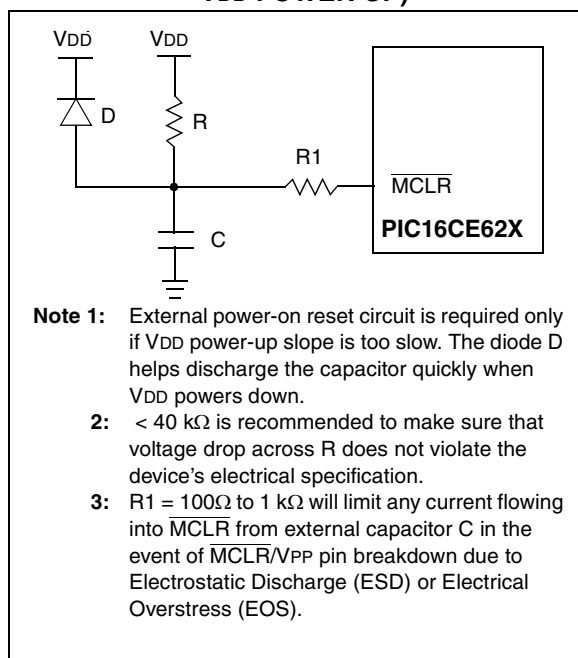 VDD POWER-UP)
VDD VDD
D
R
R1
MCLR
PIC16CE62X
C
Note 1: External power-on reset circuit is required only
if VDD power-up slope is too slow. The diode D
helps discharge the capacitor quickly when
VDD powers down.
2: < 40 kΩ is recommended to make sure that
voltage drop across R does not violate the
device's electrical specification.
3: R1 = 100Ω to 1 kΩ will limit any current flowing
into MCLR from external capacitor C in the
event of MCLR/VPP pin breakdown due to
Electrostatic Discharge (ESD) or Electrical
Overstress (EOS).